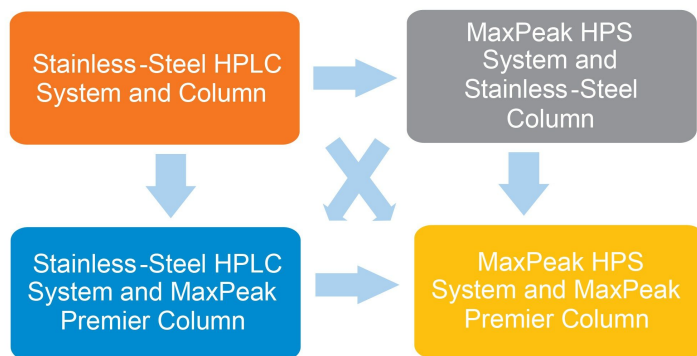 Stainless-Steel HPLC
System and Column
MaxPeak HPS
System and
Stainless-Steel
Column
Stainless-Steel HPLC
System and MaxPeak
Premier Column
MaxPeak HPS
System and MaxPeak
Premier Column